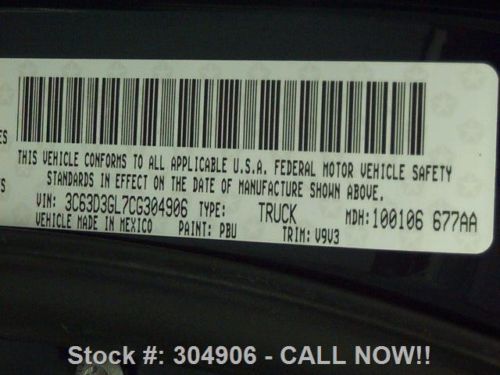 ES
THIS VEHICLE CONFORMS TO ALL APPLICABLE U.S.A. FEDERAL MOTOR VEHICLE SAFETY
STANDARDS IN EFFECT ON THE DATE OF MANUFACTURE SHOWN ABOVE.
VIN: 3C63D3GL7CG304906 TYPE: TRUCK MDH: 100106 677AA
VEHICLE MADE IN MEXICO PAINT: PBU TRIM: V9V3
Stock #: 304906 - CALL NOW!!